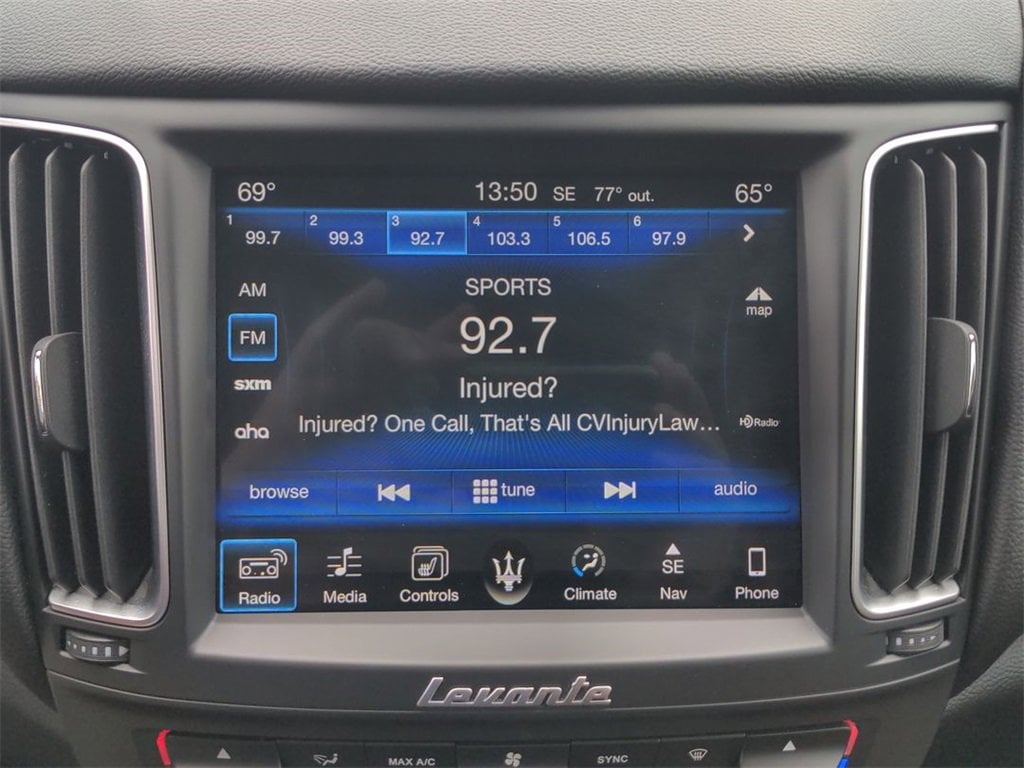 69° 13:50 SE 77° out. 65°
1 2 3 4 5 6
99.7 99.3 92.7 103.3 106.5 97.9
AM
SPORTS
map
FM
92.7
sxm
Injured?
aha
Injured? One Call, That's All CVInjuryLaw...
HD Radio
browse tune audio
Radio Media Controls Climate SE Nav Phone
Levante
MAX A/C SYNC